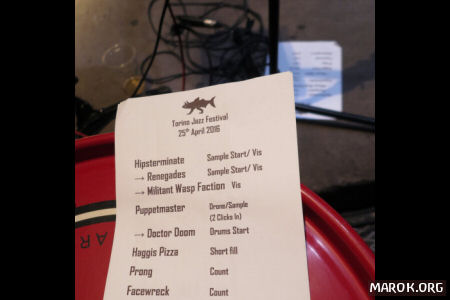 Torino Jazz Festival
25th April 2016
Hipsterminate Sample Start/ Vis
→ Renegades Sample Start/ Vis
→ Militant Wasp Faction Vis
Puppetmaster Drone/Sample
(2 Clicks In)
→ Doctor Doom Drums Start
Haggis Pizza Short fill
Prong Count
Facewreck Count
AR
MAROK.ORG